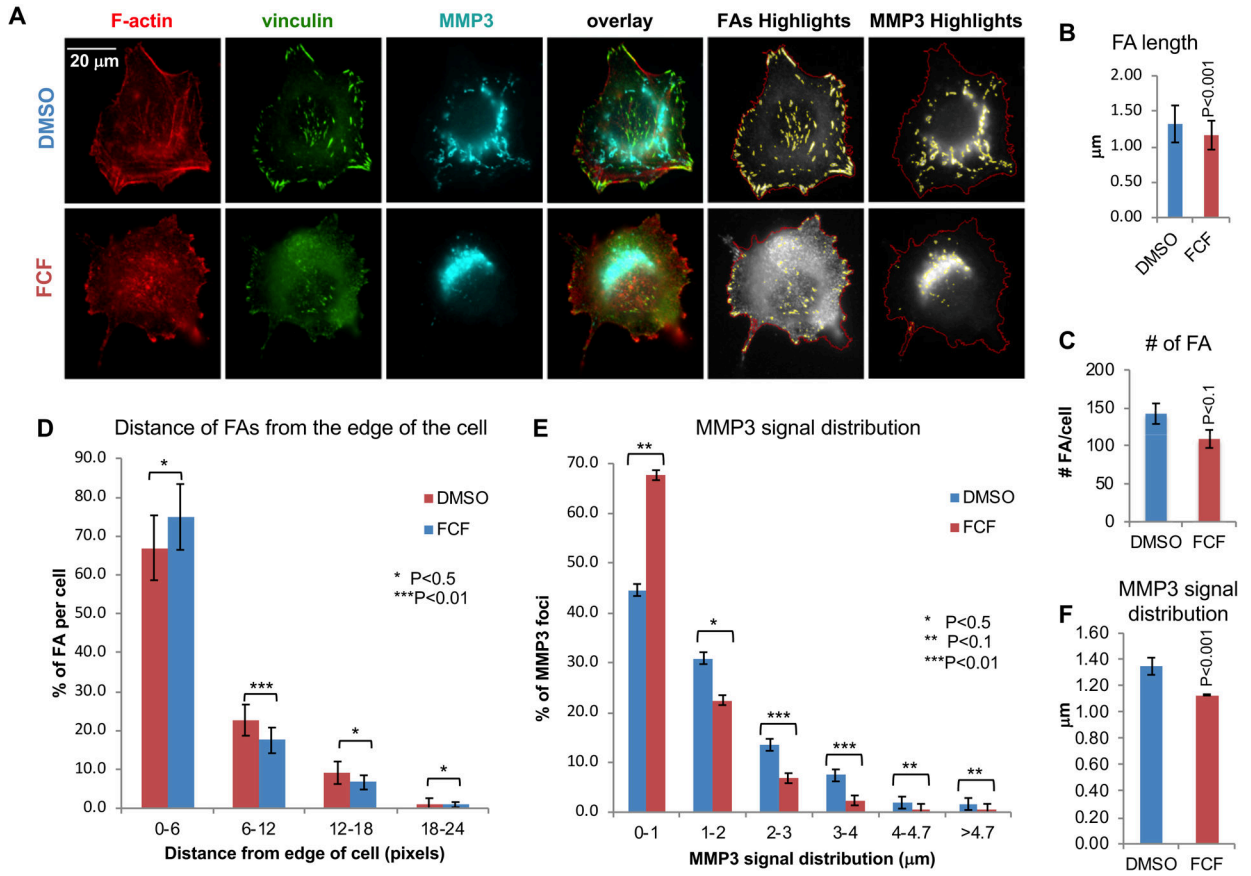 A
F-actin
vinculin
MMP3
overlay
FAs Highlights
MMP3 Highlights
20 μm
DMSO
FCF
B
FA length
2.00
1.50
1.00
0.50
0.00
μm
P<0.001
DMSO
FCF
C
# of FA
200
150
100
50
0
# FA/cell
P<0.1
DMSO
FCF
D
Distance of FAs from the edge of the cell
90.0
80.0
70.0
60.0
50.0
40.0
30.0
20.0
10.0
0.0
% of FA per cell
*
***
*
*
DMSO
FCF
* P<0.5
***P<0.01
0-6
6-12
12-18
18-24
Distance from edge of cell (pixels)
E
MMP3 signal distribution
70.0
60.0
50.0
40.0
30.0
20.0
10.0
0.0
% of MMP3 foci
**
*
***
***
**
**
DMSO
FCF
* P<0.5
** P<0.1
***P<0.01
0-1
1-2
2-3
3-4
4-4.7
>4.7
MMP3 signal distribution (μm)
F
MMP3 signal
distribution
1.60
1.40
1.20
1.00
0.80
0.60
0.40
0.20
0.00
μm
P<0.001
DMSO
FCF